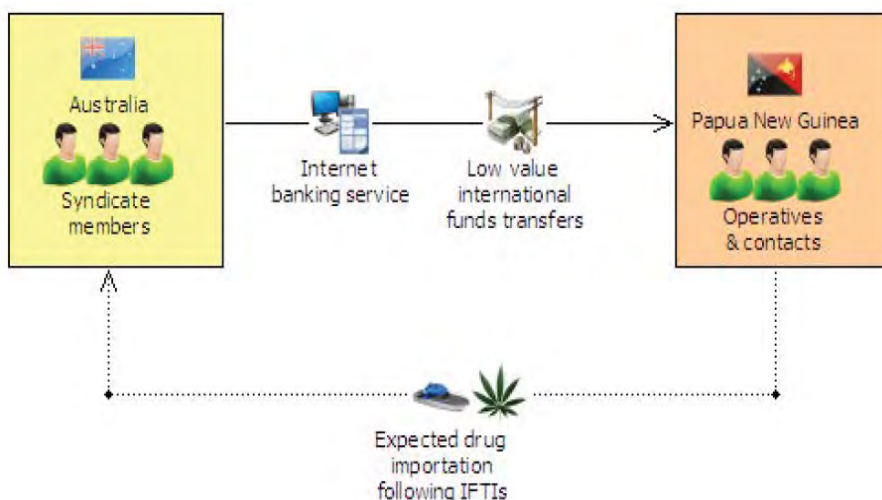 Australia
Syndicate
members
Internet
banking service
Low value
international
funds transfers
Papua New Guinea
Operatives
& contacts
Expected drug
importation
following IFTIs